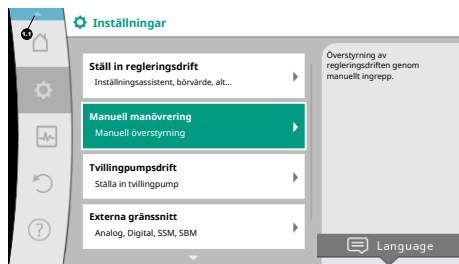 1.1
Inställningar
Ställ in regleringsdrift
Inställningsassistent, börvärde, alt...
Manuell manövrering
Manuell överstyrning
Tvillingpumpsdrift
Ställa in tvillingpump
Externa gränssnitt
Analog, Digital, SSM, SBM
Överstyrning av
regleringsdriften genom
manuellt ingrepp.
Language